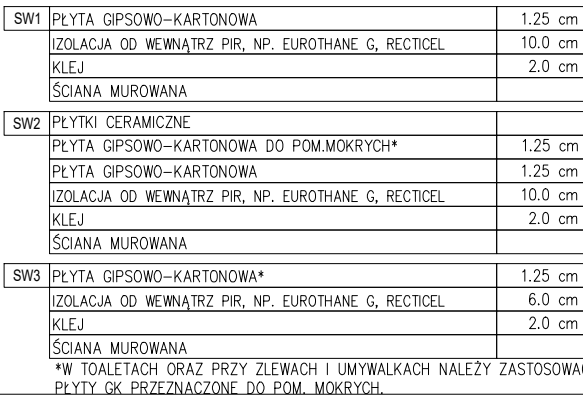 SW1 PŁYTA GIPSOWO-KARTONOWA 1.25 cm
IZOLACJA OD WEWNĄTRZ PIR, NP. EUROTHANE G, RECTICEL 10.0 cm
KLEJ 2.0 cm
ŚCIANA MUROWANA
SW2 PŁYTKI CERAMICZNE
PŁYTA GIPSOWO-KARTONOWA DO POM.MOKRYCH* 1.25 cm
PŁYTA GIPSOWO-KARTONOWA 1.25 cm
IZOLACJA OD WEWNĄTRZ PIR, NP. EUROTHANE G, RECTICEL 10.0 cm
KLEJ 2.0 cm
ŚCIANA MUROWANA
SW3 PŁYTA GIPSOWO-KARTONOWA* 1.25 cm
IZOLACJA OD WEWNĄTRZ PIR, NP. EUROTHANE G, RECTICEL 6.0 cm
KLEJ 2.0 cm
ŚCIANA MUROWANA
*W TOALETACH ORAZ PRZY ZLEWACH I UMYWALKACH NALEŻY ZASTOSOWAĆ
PŁYTY GK PRZEZNACZONE DO POM. MOKRYCH.